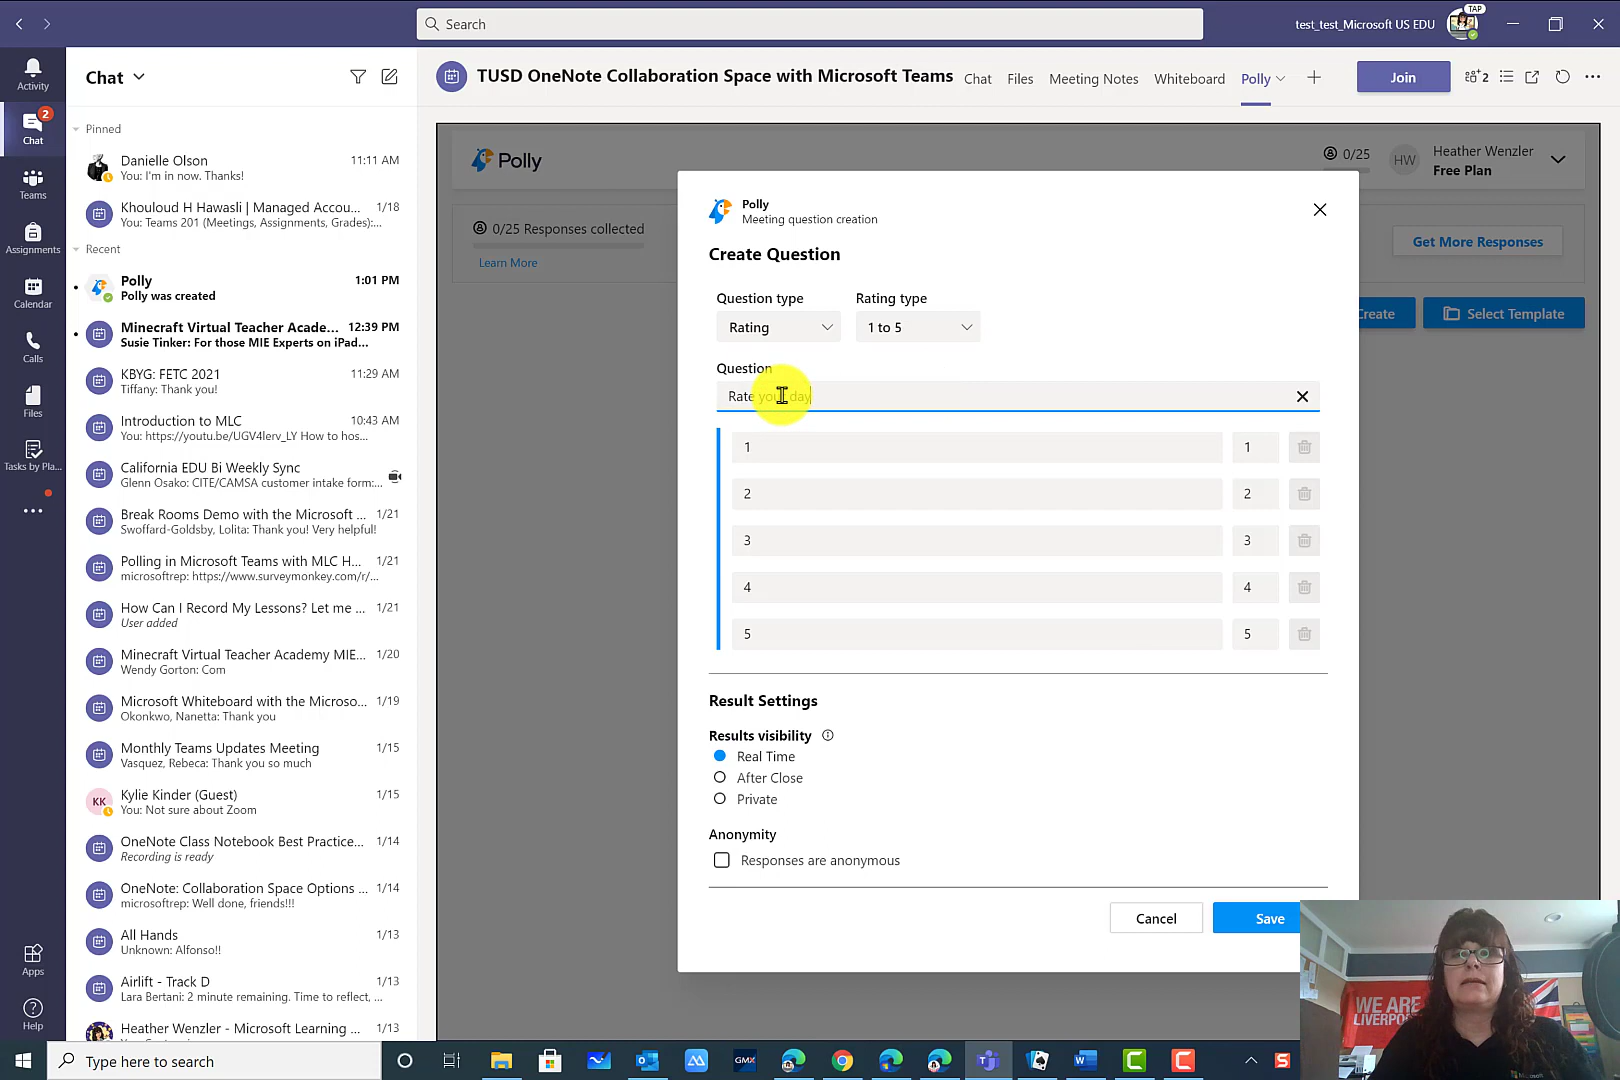 Search
test_test_Microsoft US EDU
TAP
Activity
Chat
2
Teams
Assignments
Calendar
Calls
Files
Tasks by Pla...
Apps
Help
Chat
Pinned
Danielle Olson
11:11 AM
You: I'm in now. Thanks!
Khouloud H Hawasli | Managed Accou...
1/18
You: Teams 201 (Meetings, Assignments, Grades):...
Recent
Polly
1:01 PM
Polly was created
Minecraft Virtual Teacher Acade...
12:39 PM
Susie Tinker: For those MIE Experts on iPad...
KBYG: FETC 2021
11:29 AM
Tiffany: Thank you!
Introduction to MLC
10:43 AM
You: https://youtu.be/UGV4lerv_LY How to hos...
California EDU Bi Weekly Sync
Glenn Osako: CITE/CAMSA customer intake form:...
Break Rooms Demo with the Microsoft ...
1/21
Swoffard-Goldsby, Lolita: Thank you! Very helpful!
Polling in Microsoft Teams with MLC H...
1/21
microsoftrep: https://www.surveymonkey.com/r/...
How Can I Record My Lessons? Let me ...
1/21
User added
Minecraft Virtual Teacher Academy MIE...
1/20
Wendy Gorton: Com
Microsoft Whiteboard with the Microso...
1/19
Okonkwo, Nanetta: Thank you
Monthly Teams Updates Meeting
1/15
Vasquez, Rebeca: Thank you so much
KK
Kylie Kinder (Guest)
1/15
You: Not sure about Zoom
OneNote Class Notebook Best Practice...
1/14
Recording is ready
OneNote: Collaboration Space Options ...
1/14
microsoftrep: Well done, friends!!!
All Hands
1/13
Unknown: Alfonso!!
Airlift - Track D
1/13
Lara Bertani: 2 minute remaining. Time to reflect, ...
Heather Wenzler - Microsoft Learning ...
1/13
TUSD OneNote Collaboration Space with Microsoft Teams
Chat
Files
Meeting Notes
Whiteboard
Polly
Join
2
Polly
0/25
HW
Heather Wenzler
Free Plan
0/25 Responses collected
Learn More
Get More Responses
Create
Select Template
Polly
Meeting question creation
Create Question
Question type
Rating type
Rating
1 to 5
Question
Rate your day
1 1
2 2
3 3
4 4
5 5
Result Settings
Results visibility
Real Time
After Close
Private
Anonymity
Responses are anonymous
Cancel
Save
WE ARE
LIVERPOOL
Type here to search
GMX